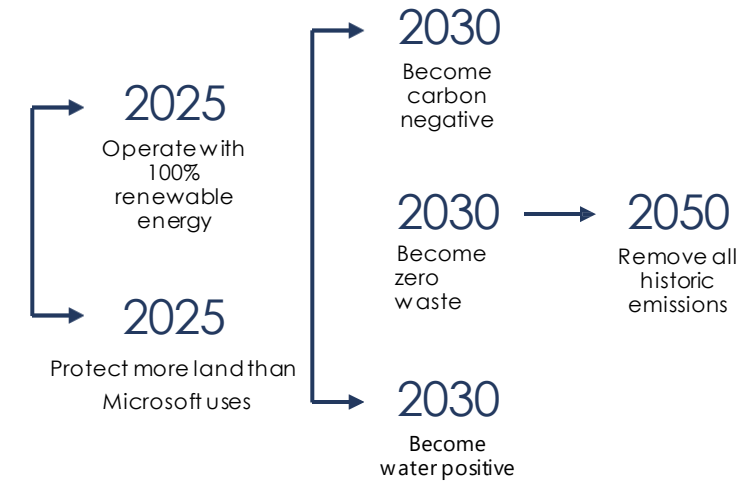 2025
Operate with
100%
renewable
energy
2025
Protect more land than
Microsoft uses
2030
Become
carbon
negative
2030
Become
zero
waste
2030
Become
water positive
2050
Remove all
historic
emissions